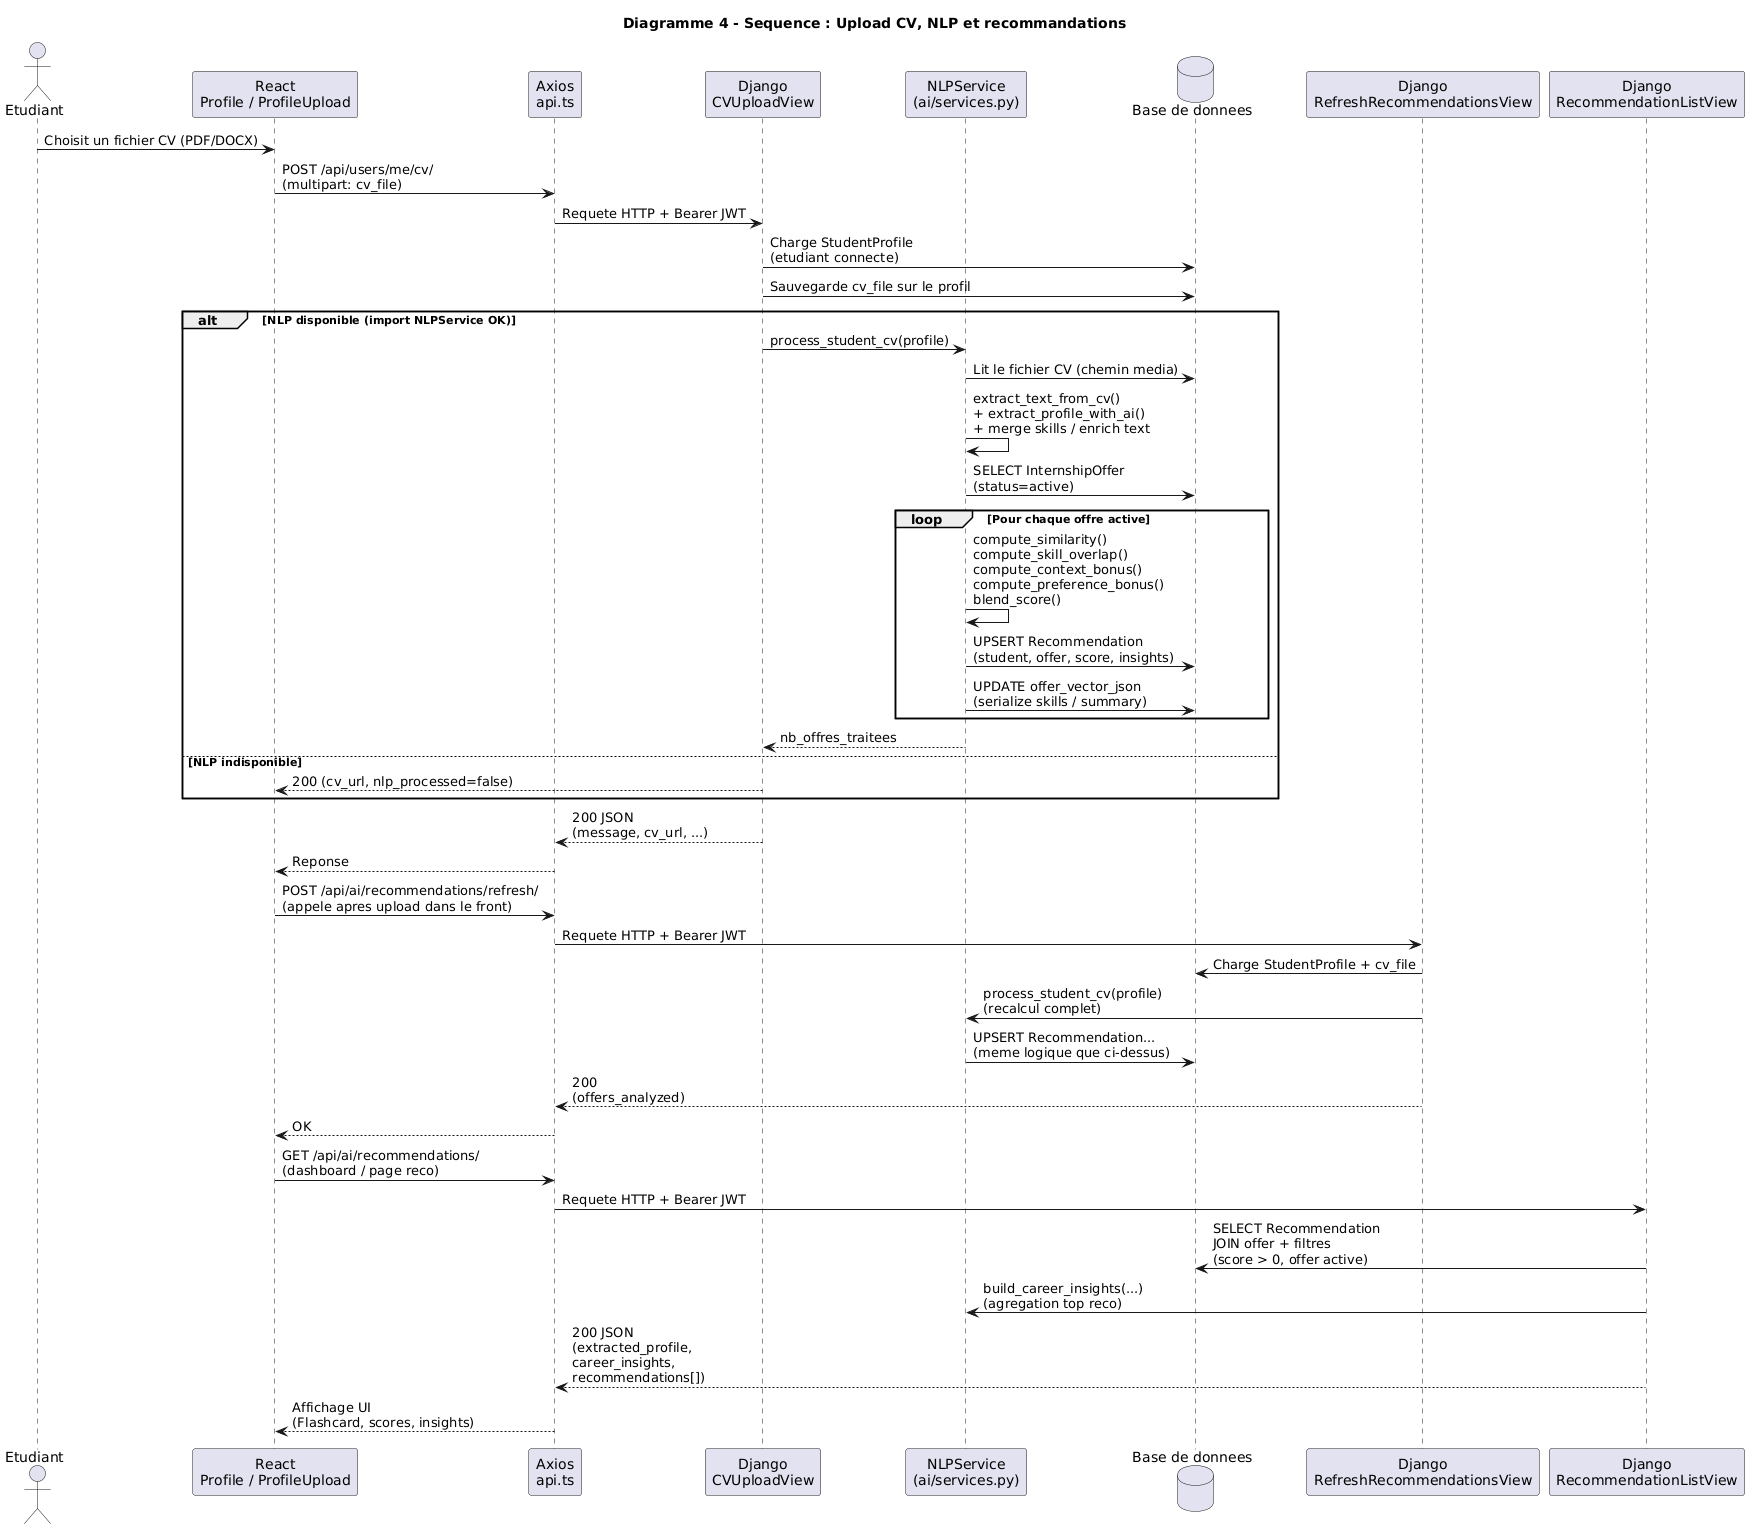 Diagramme 4 - Sequence : Upload CV, NLP et recommandations
Etudiant
React
Profile / ProfileUpload
Axios
api.ts
Django
CVUploadView
NLPService
(ai/services.py)
Base de donnees
Django
RefreshRecommendationsView
Django
RecommendationListView
Choisit un fichier CV (PDF/DOCX)
POST /api/users/me/cv/
(multipart: cv_file)
Requete HTTP + Bearer JWT
Charge StudentProfile
(etudiant connecte)
Sauvegarde cv_file sur le profil
alt
[NLP disponible (import NLPService OK)]
process_student_cv(profile)
Lit le fichier CV (chemin media)
extract_text_from_cv()
+ extract_profile_with_ai()
+ merge skills / enrich text
SELECT InternshipOffer
(status=active)
loop
[Pour chaque offre active]
compute_similarity()
compute_skill_overlap()
compute_context_bonus()
compute_preference_bonus()
blend_score()
UPSERT Recommendation
(student, offer, score, insights)
UPDATE offer_vector_json
(serialize skills / summary)
nb_offres_traitees
[NLP indisponible]
200 (cv_url, nlp_processed=false)
200 JSON
(message, cv_url, ...)
Reponse
POST /api/ai/recommendations/refresh/
(appele apres upload dans le front)
Requete HTTP + Bearer JWT
Charge StudentProfile + cv_file
process_student_cv(profile)
(recalcul complet)
UPSERT Recommendation...
(meme logique que ci-dessus)
200
(offers_analyzed)
OK
GET /api/ai/recommendations/
(dashboard / page reco)
Requete HTTP + Bearer JWT
SELECT Recommendation
JOIN offer + filtres
(score > 0, offer active)
build_career_insights(...)
(agregation top reco)
200 JSON
(extracted_profile,
career_insights,
recommendations[])
Affichage UI
(Flashcard, scores, insights)
Etudiant
React
Profile / ProfileUpload
Axios
api.ts
Django
CVUploadView
NLPService
(ai/services.py)
Base de donnees
Django
RefreshRecommendationsView
Django
RecommendationListView